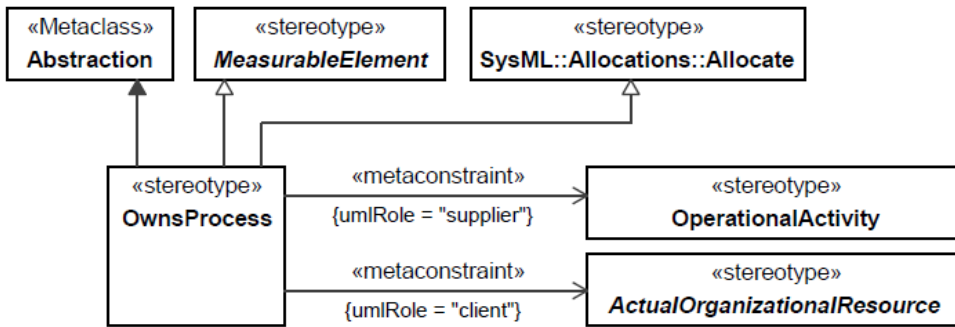 «Metaclass»
Abstraction
«stereotype»
MeasurableElement
«stereotype»
SysML::Allocations::Allocate
«stereotype»
OwnsProcess
«metaconstraint»
{umlRole = "supplier"}
«stereotype»
OperationalActivity
«metaconstraint»
{umlRole = "client"}
«stereotype»
ActualOrganizationalResource